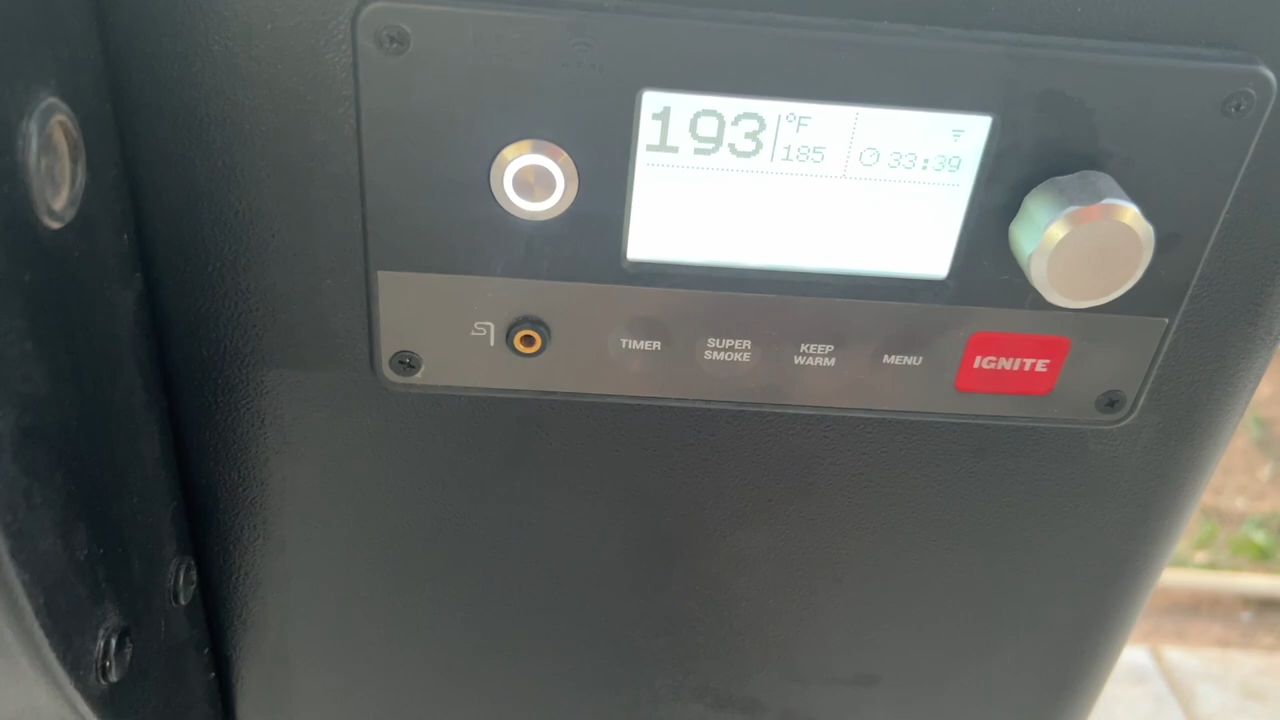 193
°F
185
33:39
TIMER
SUPER
SMOKE
KEEP
WARM
MENU
IGNITE